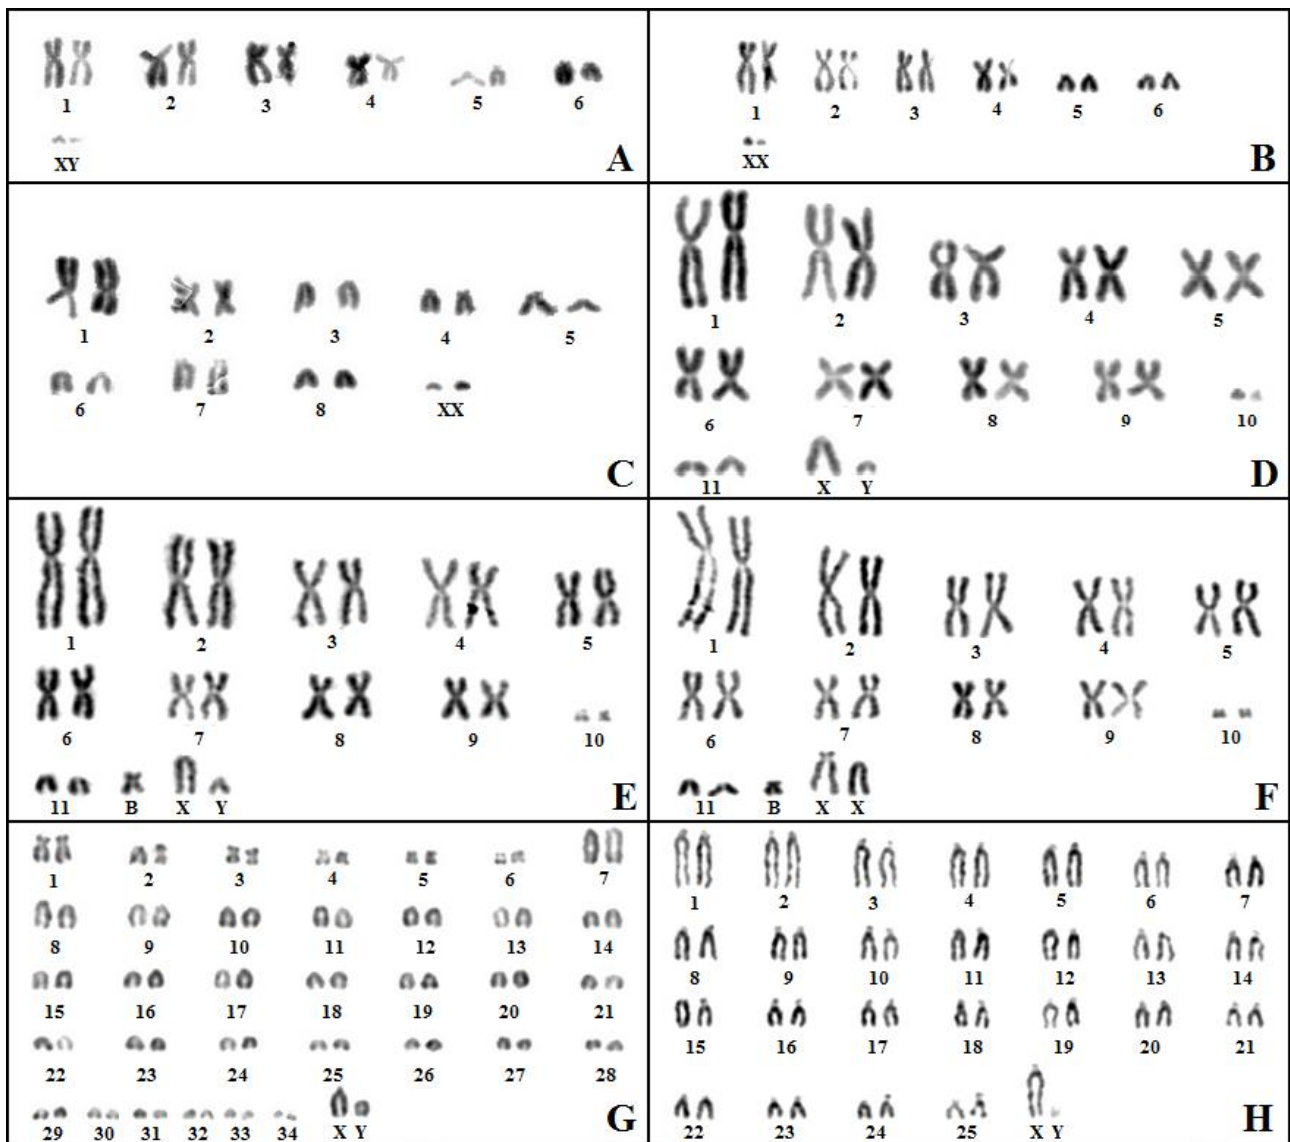 1 2 3 4 5 6
XY A
1 2 3 4 5 6
XX B
1 2 3 4 5
6 7 8 XX
C
1 2 3 4 5
6 7 8 9 10
11 X Y D
1 2 3 4 5
6 7 8 9 10
11 B X Y E
1 2 3 4 5
6 7 8 9 10
11 B X X F
1 2 3 4 5 6 7
8 9 10 11 12 13 14
15 16 17 18 19 20 21
22 23 24 25 26 27 28
29 30 31 32 33 34 X Y G
1 2 3 4 5 6 7
8 9 10 11 12 13 14
15 16 17 18 19 20 21
22 23 24 25 X Y H